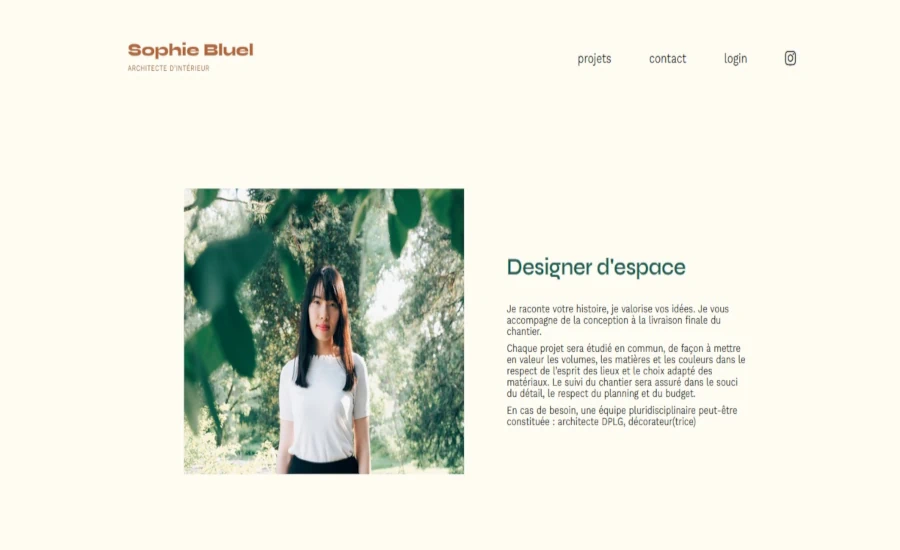 Sophie Bluel
ARCHITECTE D'INTÉRIEUR
projets
contact
login
Designer d'espace
Je raconte votre histoire, je valorise vos idées. Je vous
accompagne de la conception à la livraison finale du
chantier.
Chaque projet sera étudié en commun, de façon à mettre
en valeur les volumes, les matières et les couleurs dans le
respect de l'esprit des lieux et le choix adapté des
matériaux. Le suivi du chantier sera assuré dans le souci
du détail, le respect du planning et du budget.
En cas de besoin, une équipe pluridisciplinaire peut-être
constituée : architecte DPLG, décorateur(trice)